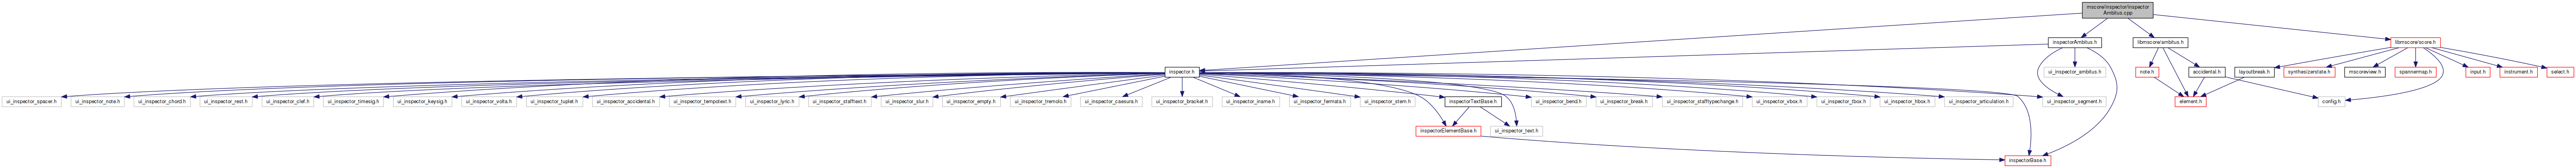 mscore/inspector/inspector
Ambitus.cpp
inspectorAmbitus.h
libmscore/ambitus.h
libmscore/score.h
inspector.h
ui_inspector_ambitus.h
note.h
accidental.h
layoutbreak.h
synthesizerstate.h
mscoreview.h
spannermap.h
input.h
instrument.h
select.h
ui_inspector_spacer.h
ui_inspector_note.h
ui_inspector_chord.h
ui_inspector_rest.h
ui_inspector_clef.h
ui_inspector_timesig.h
ui_inspector_keysig.h
ui_inspector_volta.h
ui_inspector_tuplet.h
ui_inspector_accidental.h
ui_inspector_tempotext.h
ui_inspector_lyric.h
ui_inspector_stafftext.h
ui_inspector_slur.h
ui_inspector_empty.h
ui_inspector_tremolo.h
ui_inspector_caesura.h
ui_inspector_bracket.h
ui_inspector_iname.h
ui_inspector_fermata.h
ui_inspector_stem.h
inspectorTextBase.h
ui_inspector_bend.h
ui_inspector_break.h
ui_inspector_stafftypechange.h
ui_inspector_vbox.h
ui_inspector_tbox.h
ui_inspector_hbox.h
ui_inspector_articulation.h
ui_inspector_segment.h
element.h
config.h
inspectorElementBase.h
ui_inspector_text.h
inspectorBase.h